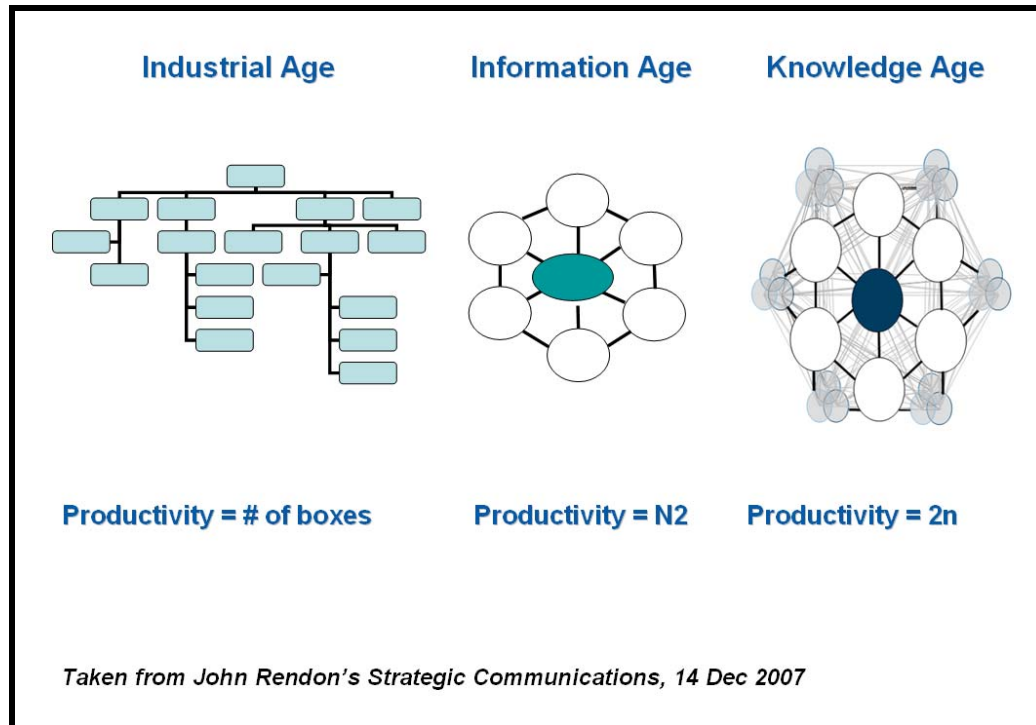 Industrial Age
Information Age
Knowledge Age
Productivity = # of boxes
Productivity = N2
Productivity = 2n
Taken from John Rendon's Strategic Communications, 14 Dec 2007